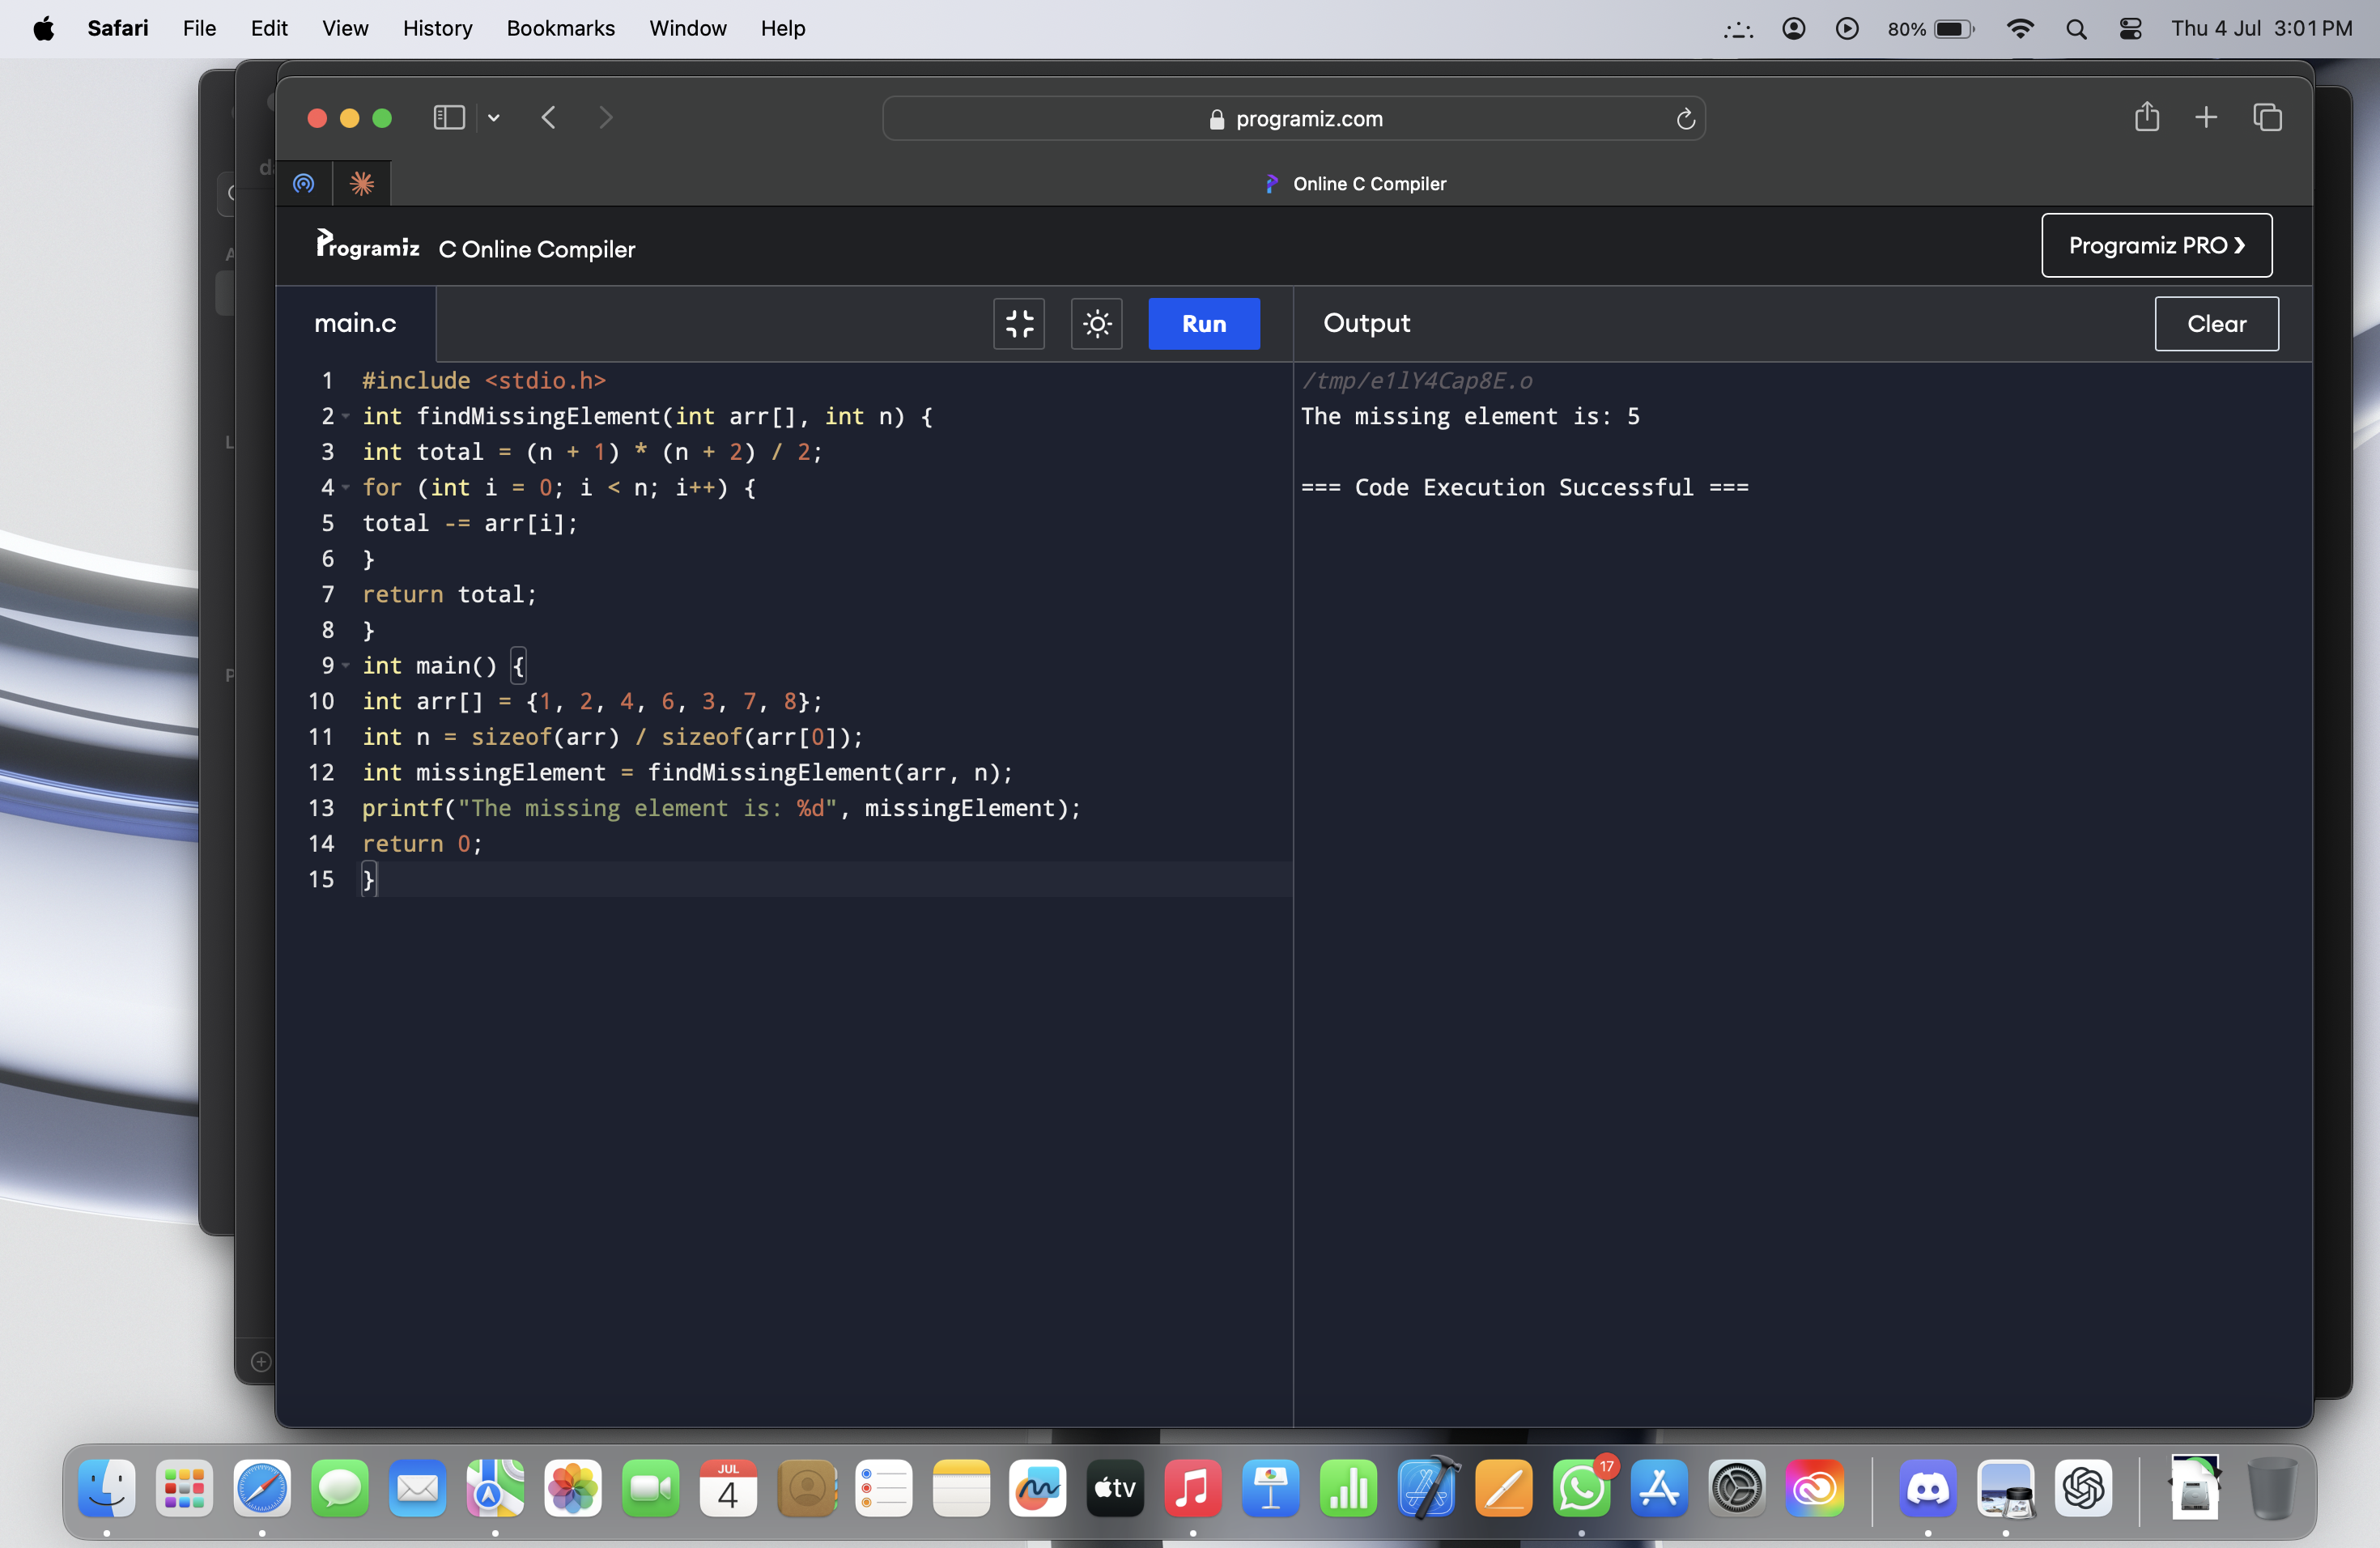 Safari File Edit View History Bookmarks Window Help 80% Thu 4 Jul 3:01 PM
programiz.com
Online C Compiler
Programiz C Online Compiler Programiz PRO ❯
main.c Run Output Clear
1 #include <stdio.h>
2 int findMissingElement(int arr[], int n) {
3 int total = (n + 1) * (n + 2) / 2;
4 for (int i = 0; i < n; i++) {
5 total -= arr[i];
6 }
7 return total;
8 }
9 int main() {
10 int arr[] = {1, 2, 4, 6, 3, 7, 8};
11 int n = sizeof(arr) / sizeof(arr[0]);
12 int missingElement = findMissingElement(arr, n);
13 printf("The missing element is: %d", missingElement);
14 return 0;
15 }
/tmp/e1lY4Cap8E.o
The missing element is: 5
=== Code Execution Successful ===
JUL
4
tv
17